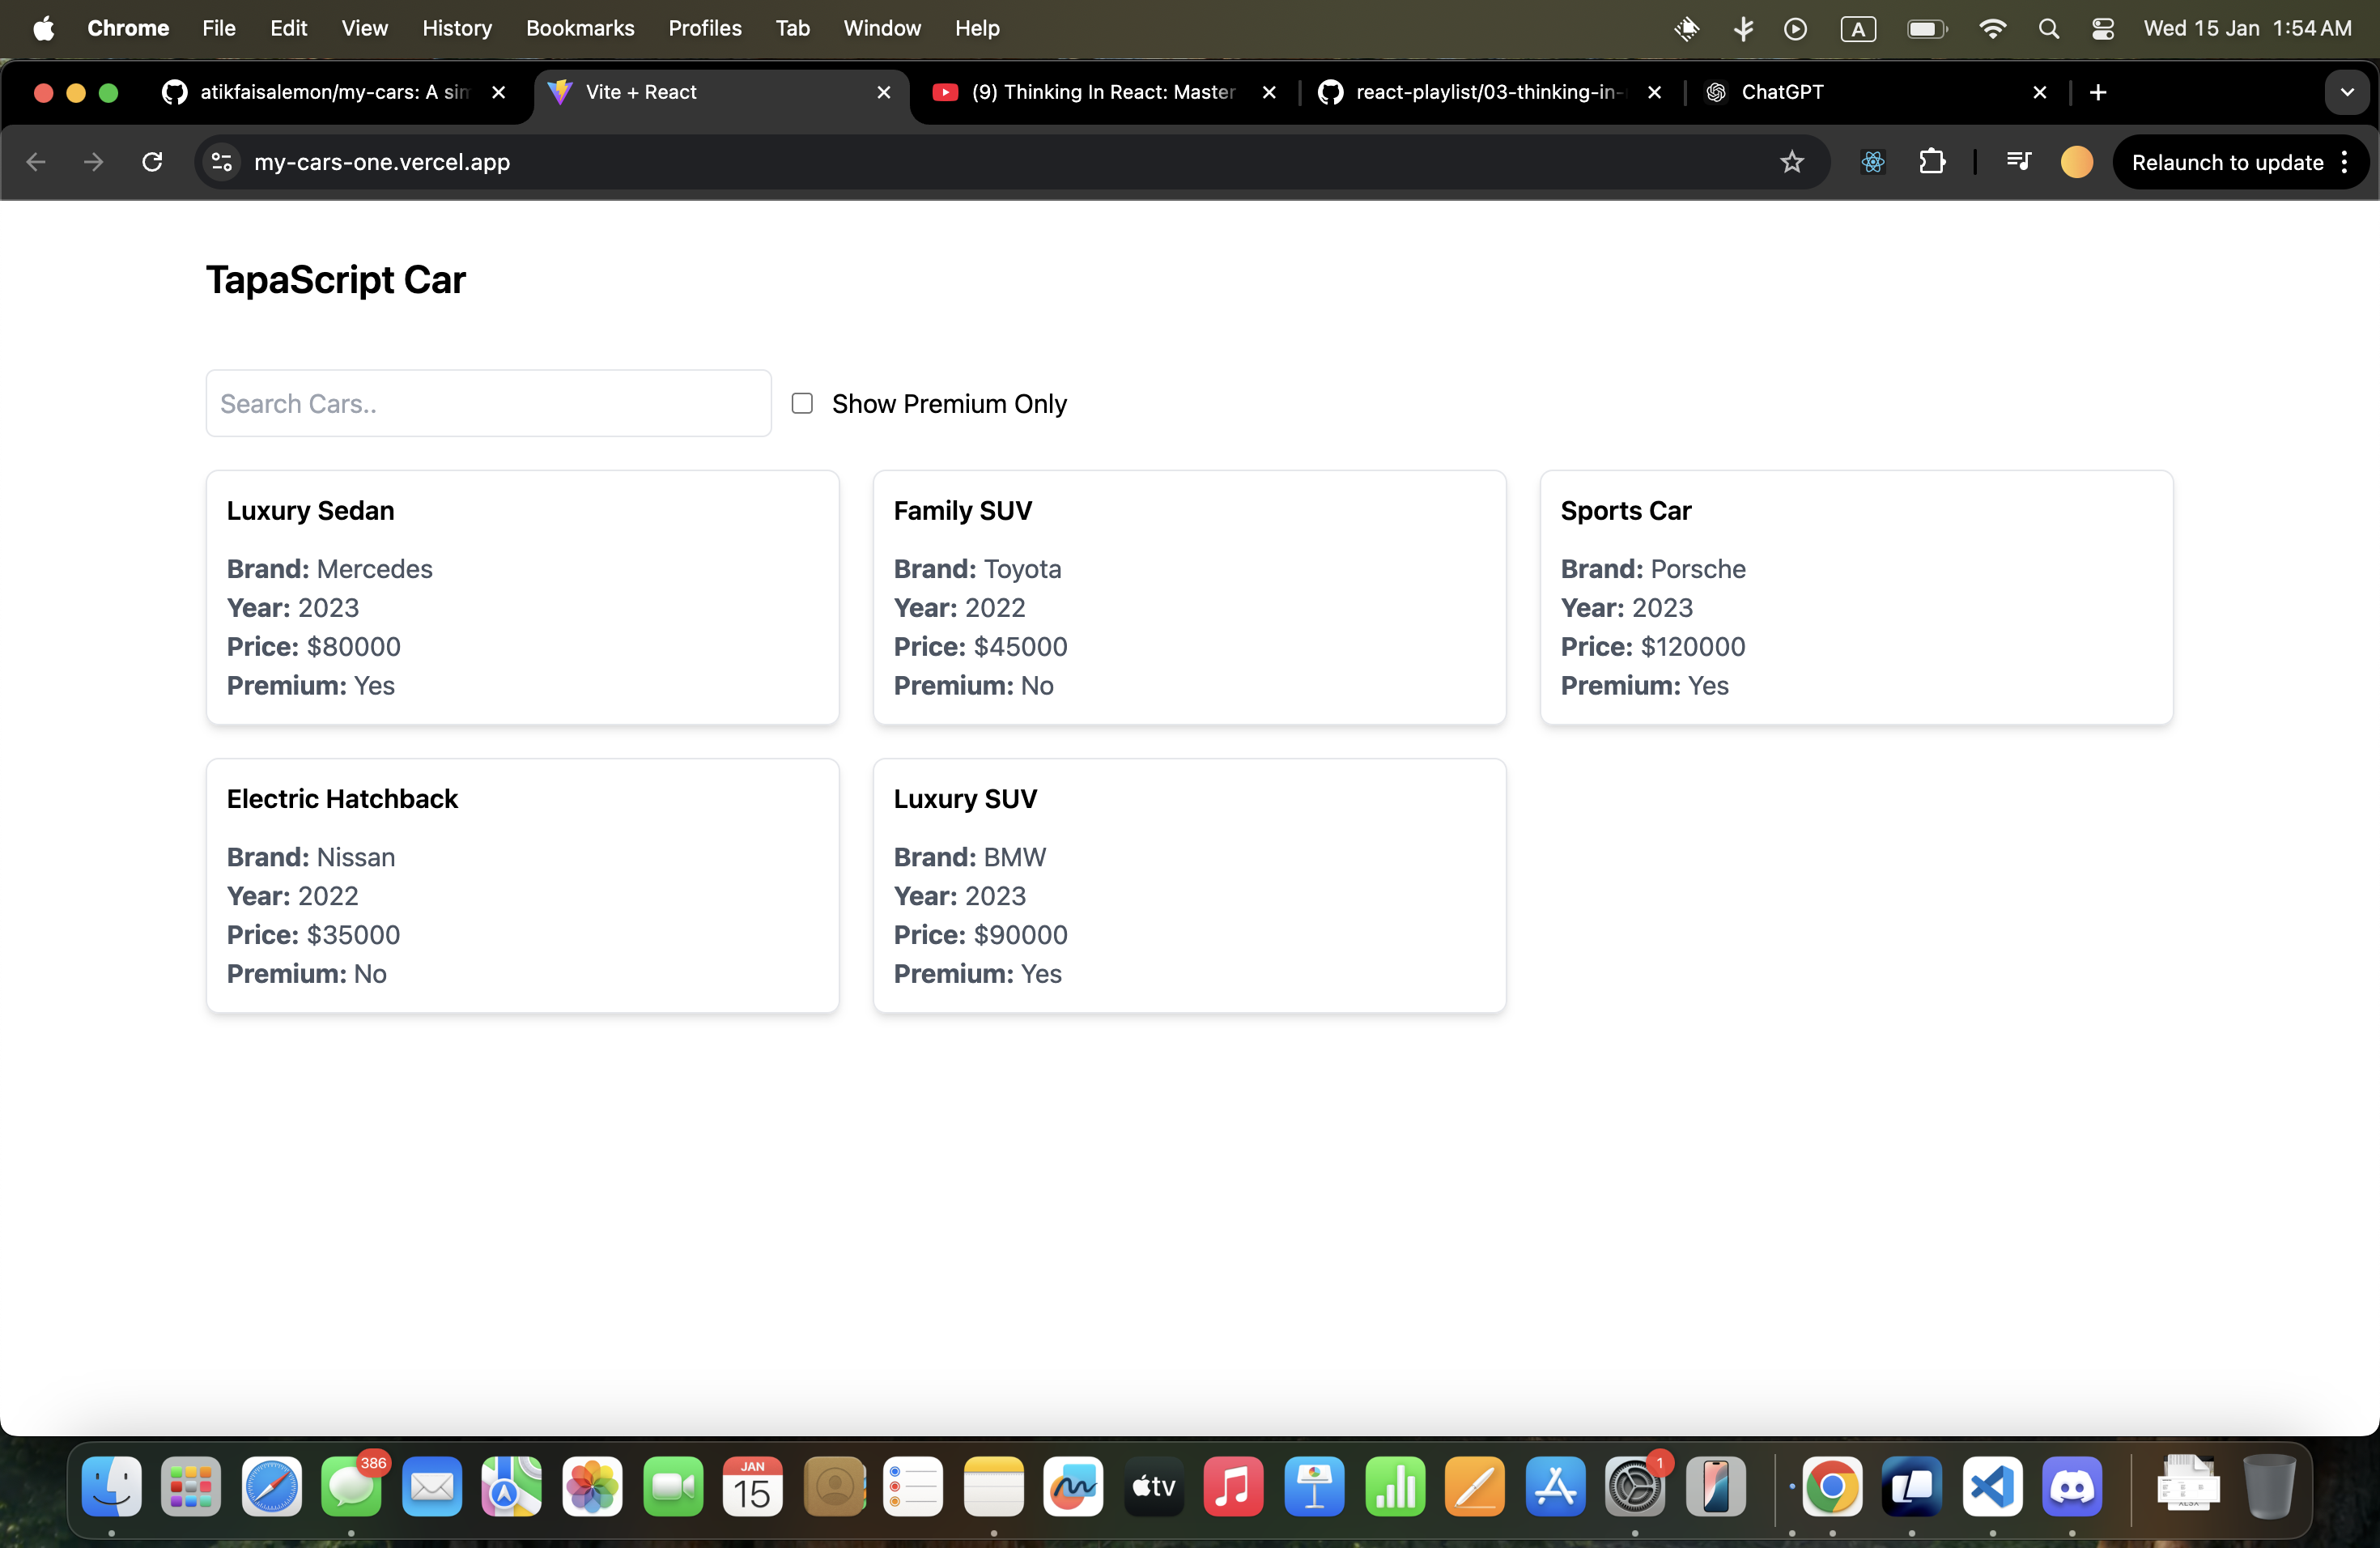 Chrome File Edit View History Bookmarks Profiles Tab Window Help A Wed 15 Jan 1:54 AM
atikfaisalemon/my-cars: A sim Vite + React (9) Thinking In React: Master react-playlist/03-thinking-in- ChatGPT
my-cars-one.vercel.app Relaunch to update
TapaScript Car
Search Cars.. Show Premium Only
Luxury Sedan
Brand: Mercedes
Year: 2023
Price: $80000
Premium: Yes
Family SUV
Brand: Toyota
Year: 2022
Price: $45000
Premium: No
Sports Car
Brand: Porsche
Year: 2023
Price: $120000
Premium: Yes
Electric Hatchback
Brand: Nissan
Year: 2022
Price: $35000
Premium: No
Luxury SUV
Brand: BMW
Year: 2023
Price: $90000
Premium: Yes
386
JAN
15
tv
1
XLSX